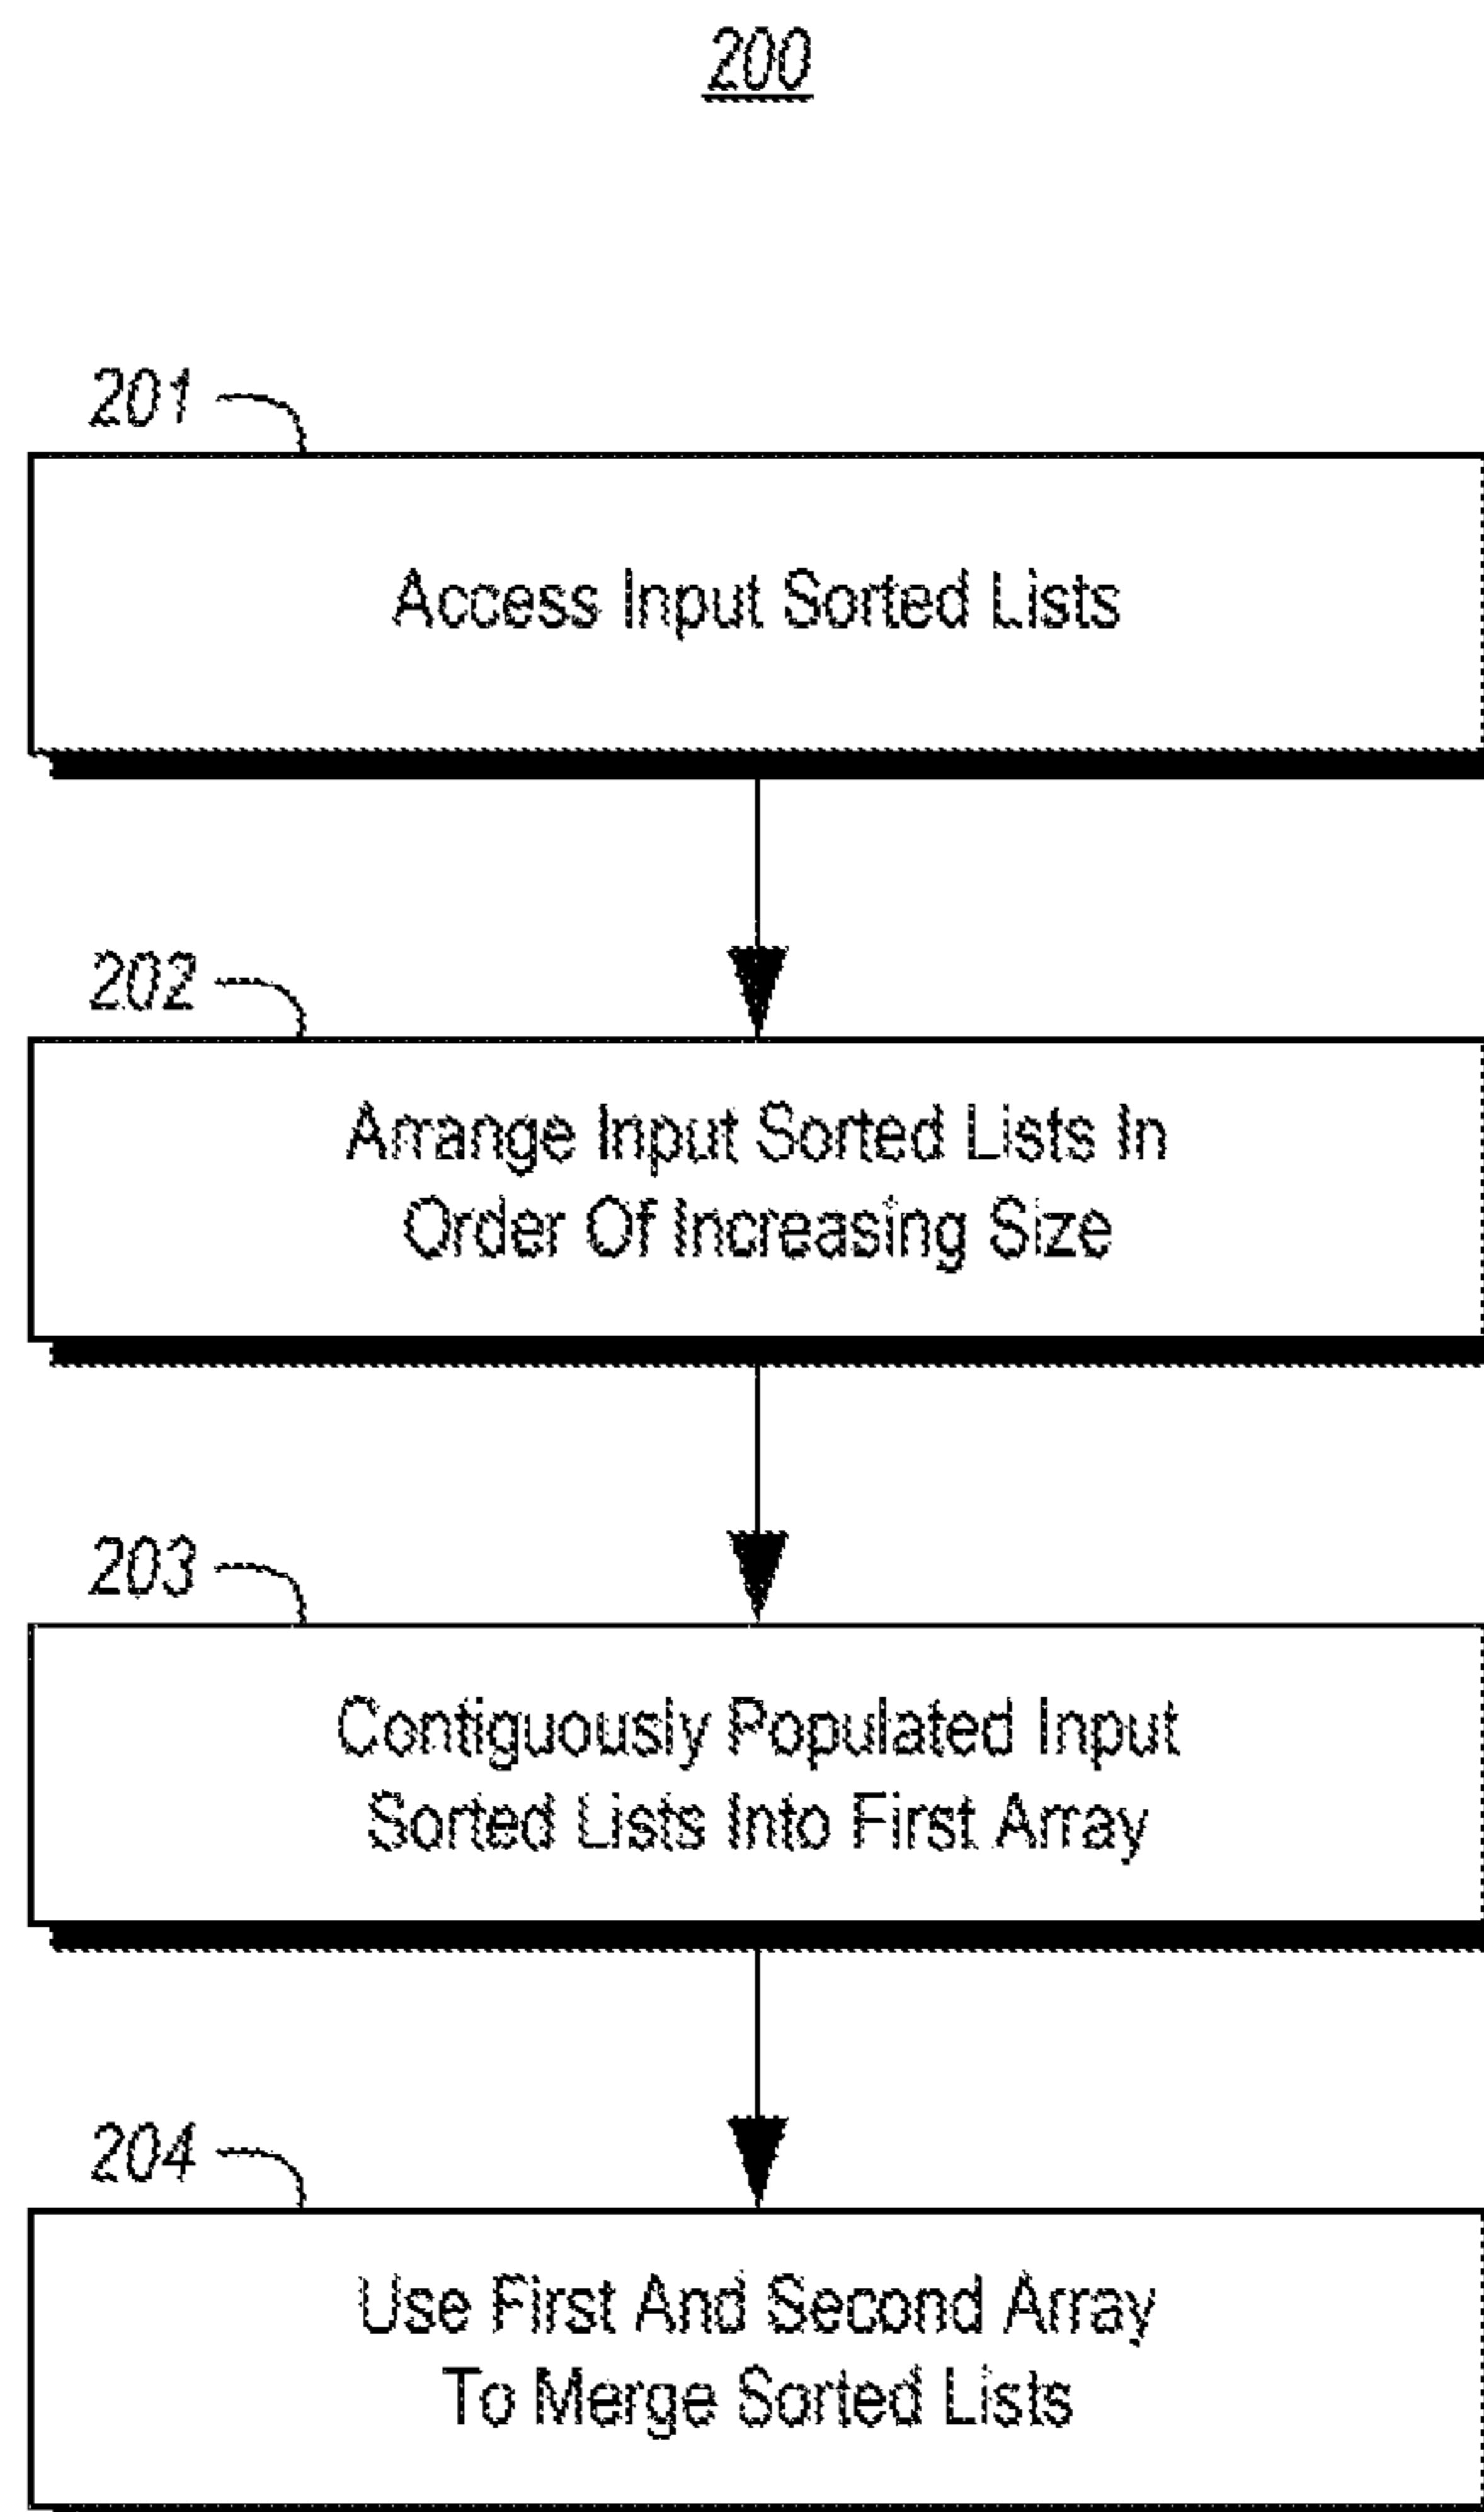 200
201
Access Input Sorted Lists
202
Arrange Input Sorted Lists In
Order Of Increasing Size
203
Contiguously Populated Input
Sorted Lists Into First Array
204
Use First And Second Array
To Merge Sorted Lists